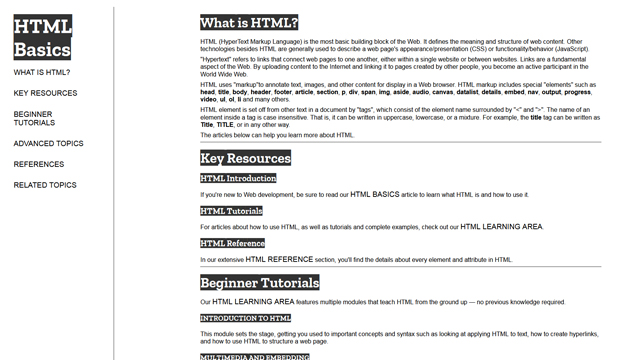 HTML
Basics
WHAT IS HTML?
KEY RESOURCES
BEGINNER
TUTORIALS
ADVANCED TOPICS
REFERENCES
RELATED TOPICS
What is HTML?
HTML (HyperText Markup Language) is the most basic building block of the Web. It defines the meaning and structure of web content. Other
technologies besides HTML are generally used to describe a web page's appearance/presentation (CSS) or functionality/behavior (JavaScript).
"Hypertext" refers to links that connect web pages to one another, either within a single website or between websites. Links are a fundamental
aspect of the Web. By uploading content to the Internet and linking it to pages created by other people, you become an active participant in the
World Wide Web.
HTML uses "markup"to annotate text, images, and other content for display in a Web browser. HTML markup includes special "elements" such as
head, title, body, header, footer, article, section, p, div, span, img, aside, audio, canvas, datalist, details, embed, nav, output, progress,
video, ul, ol, li and many others.
HTML element is set off from other text in a document by "tags", which consist of the element name surrounded by "<" and ">". The name of an
element inside a tag is case insensitive. That is, it can be written in uppercase, lowercase, or a mixture. For example, the title tag can be written as
Title, TITLE, or in any other way.
The articles below can help you learn more about HTML.
Key Resources
HTML Introduction
If you're new to Web development, be sure to read our HTML BASICS article to learn what HTML is and how to use it.
HTML Tutorials
For articles about how to use HTML, as well as tutorials and complete examples, check out our HTML LEARNING AREA.
HTML Reference
In our extensive HTML REFERENCE section, you'll find the details about every element and attribute in HTML.
Beginner Tutorials
Our HTML LEARNING AREA features multiple modules that teach HTML from the ground up — no previous knowledge required.
INTRODUCTION TO HTML
This module sets the stage, getting you used to important concepts and syntax such as looking at applying HTML to text, how to create hyperlinks,
and how to use HTML to structure a web page.
MULTIMEDIA AND EMBEDDING